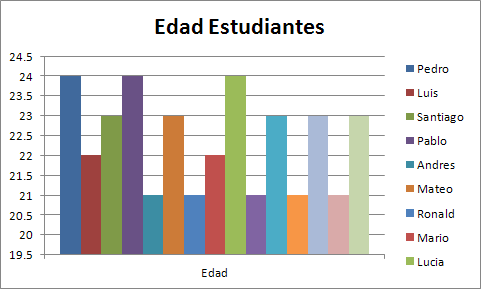 Edad Estudiantes
24.5
24
23.5
23
22.5
22
21.5
21
20.5
20
19.5
Edad
Pedro
Luis
Santiago
Pablo
Andres
Mateo
Ronald
Mario
Lucia